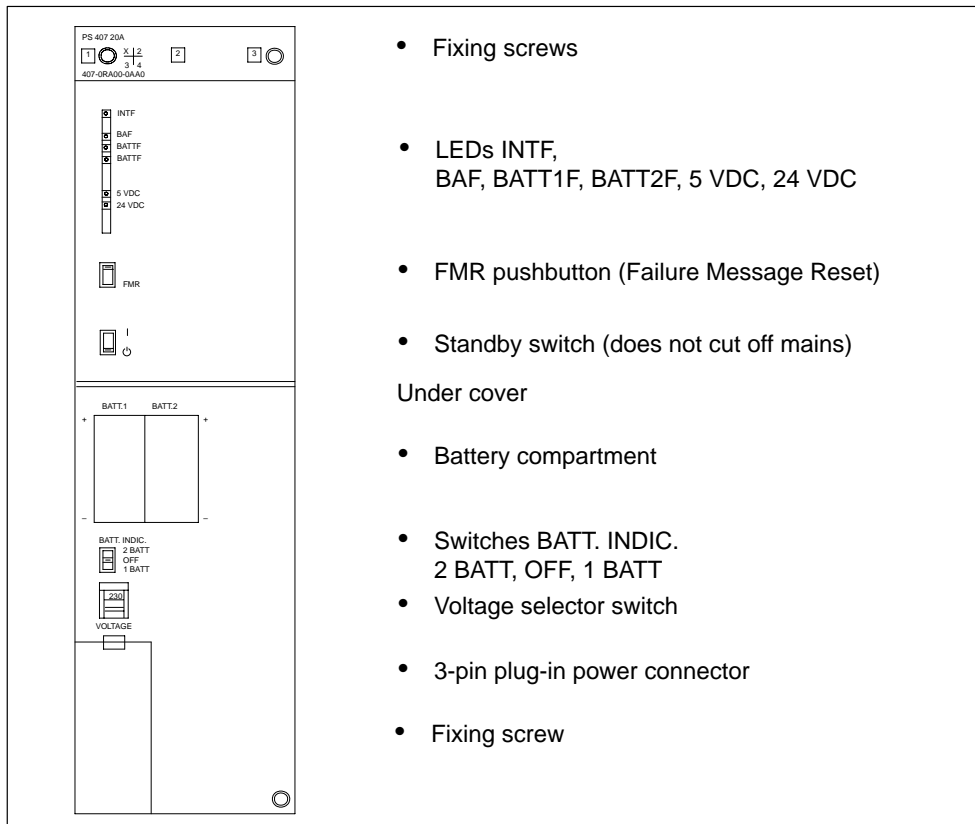 PS 407 20A
1 X 2 2 3
3 4
407-0RA00-0AA0
INTF
BAF
BATTF
BATTF
5 VDC
24 VDC
FMR
I
BATT.1 BATT.2
+ +
– –
BATT. INDIC.
2 BATT
OFF
1 BATT
230
VOLTAGE
• Fixing screws
• LEDs INTF,
BAF, BATT1F, BATT2F, 5 VDC, 24 VDC
• FMR pushbutton (Failure Message Reset)
• Standby switch (does not cut off mains)
Under cover
• Battery compartment
• Switches BATT. INDIC.
2 BATT, OFF, 1 BATT
• Voltage selector switch
• 3-pin plug-in power connector
• Fixing screw